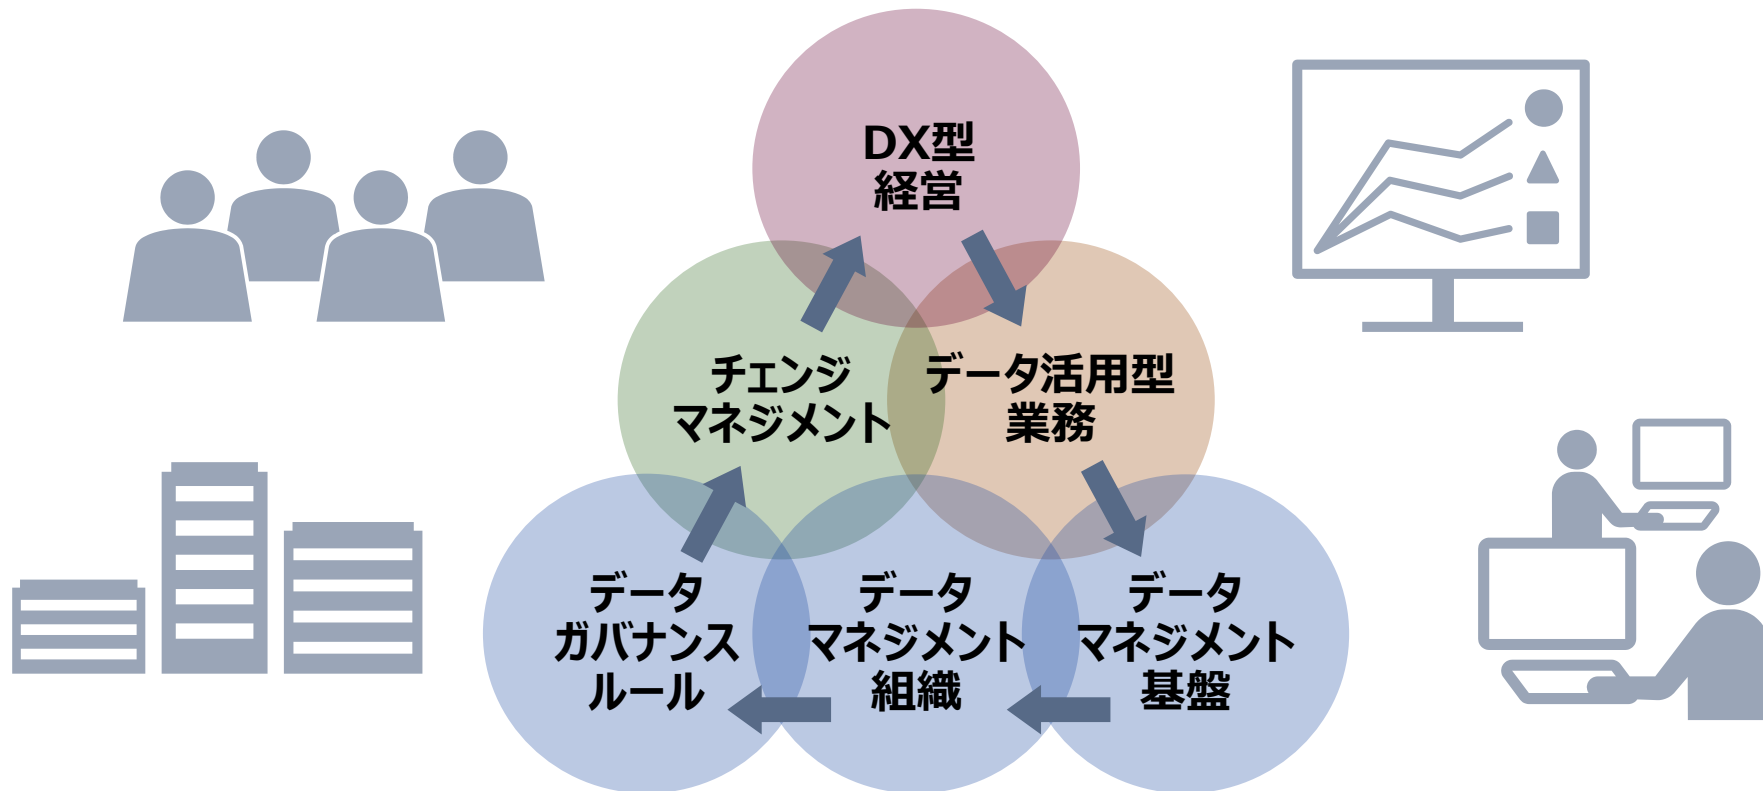 DX型
経営
チェンジ
マネジメント
データ活用型
業務
データ
ガバナンス
ルール
データ
マネジメント
組織
データ
マネジメント
基盤